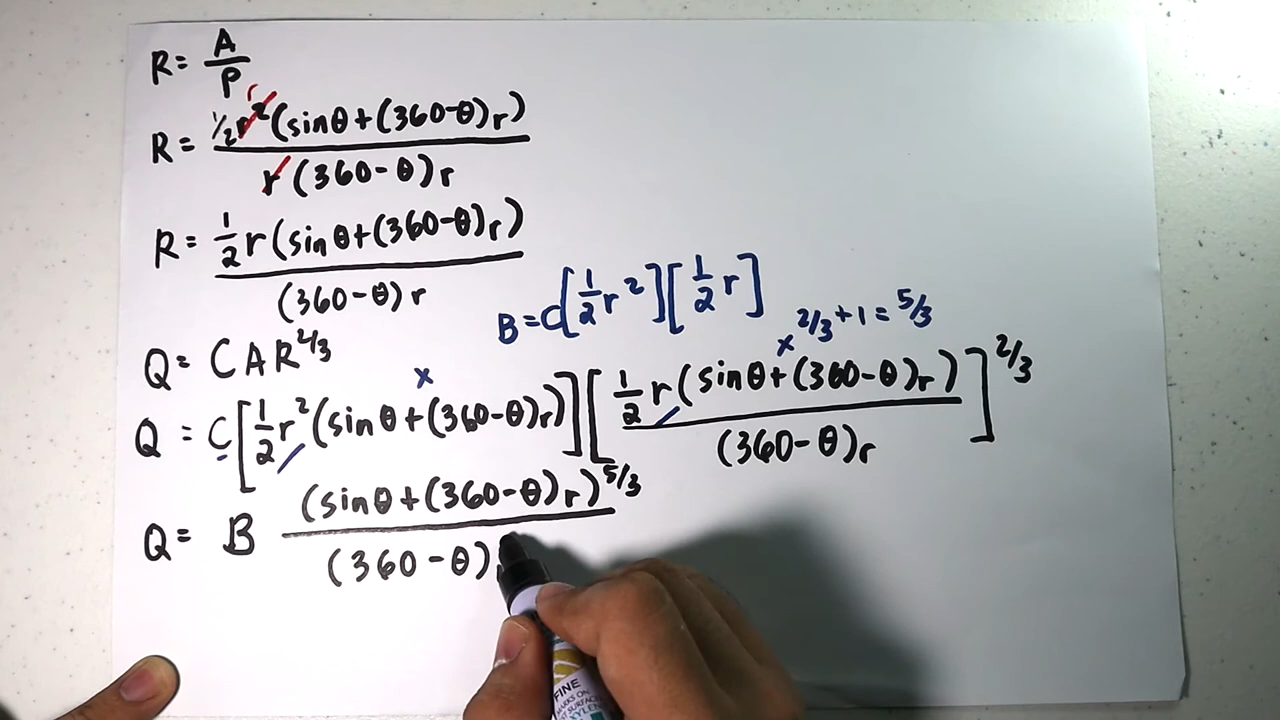 R = A/P
r
R = ½r²(sinθ+(360-θ)r) / r(360-θ)r
R = ½r(sinθ+(360-θ)r) / (360-θ)r
B = C[½r²][½r]
Q = CAR^2/3
x
x 2/3+1=5/3
Q = C[½r²(sinθ+(360-θ)r)][½r(sinθ+(360-θ)r) / (360-θ)r]^2/3
Q = B (sinθ+(360-θ)r)^5/3 / (360-θ)
FINE